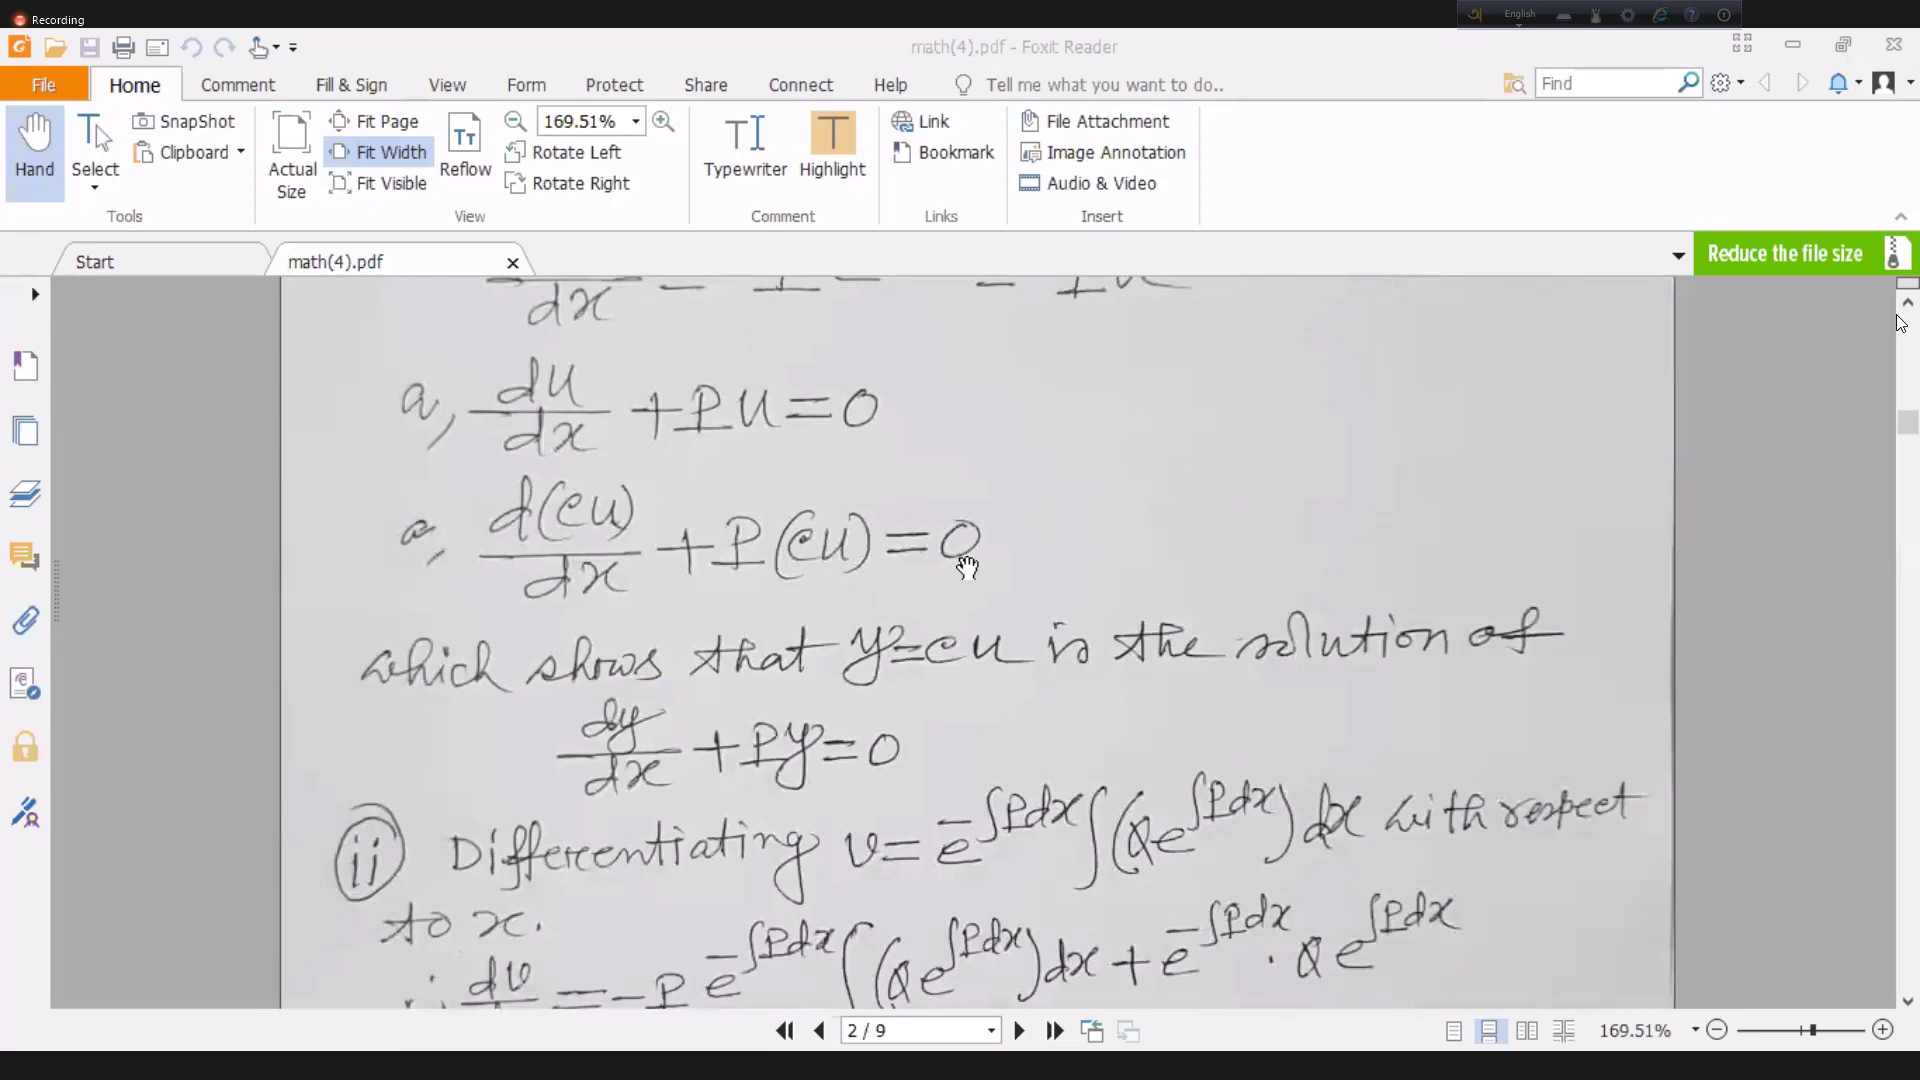 Recording
English
math(4).pdf - Foxit Reader
File Home Comment Fill & Sign View Form Protect Share Connect Help Tell me what you want to do.. Find
Hand Select SnapShot Clipboard Actual Size Fit Page Fit Width Fit Visible Reflow 169.51% Rotate Left Rotate Right Typewriter Highlight Link Bookmark File Attachment Image Annotation Audio & Video
Tools View Comment Links Insert
Start math(4).pdf Reduce the file size
dx
a, du/dx + Pu = 0
a, d(cu)/dx + P(cu) = 0
which shows that y=cu is the solution of
dy/dx + Py = 0
(ii) Differentiating v = e^{-∫Pdx} ∫(Qe^{∫Pdx}) dx with respect
to x.
∴ dv = -P e^{-∫Pdx} ∫(Qe^{∫Pdx}) dx + e^{-∫Pdx} . Qe^{∫Pdx}
2 / 9 169.51%